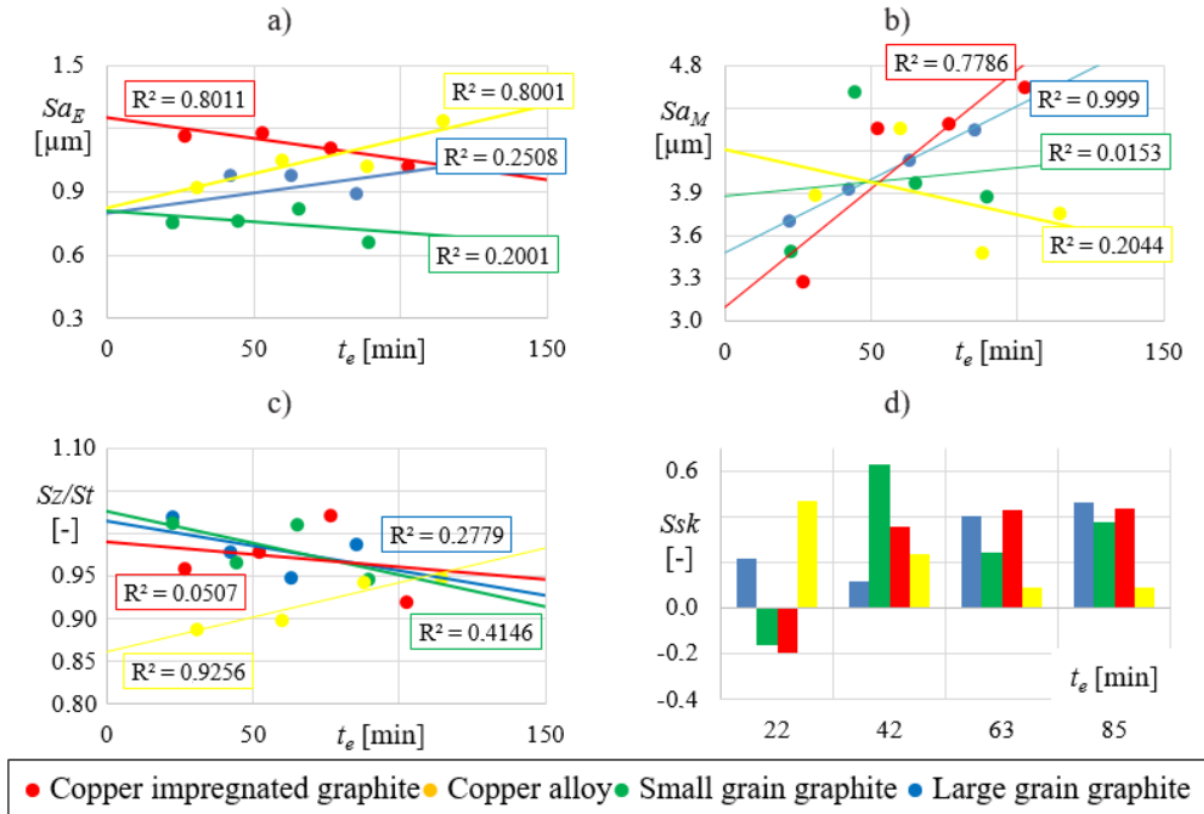 a)
1.5
Sa_E
[µm]
0.9
0.6
0.3
R² = 0.8011
R² = 0.8001
R² = 0.2508
R² = 0.2001
0
50
t_e [min]
150
b)
4.8
Sa_M
[µm]
3.9
3.6
3.3
3.0
R² = 0.7786
R² = 0.999
R² = 0.0153
R² = 0.2044
0
50
t_e [min]
150
c)
1.10
Sz/St
[-]
0.95
0.90
0.85
0.80
R² = 0.2779
R² = 0.0507
R² = 0.4146
R² = 0.9256
0
50
t_e [min]
150
d)
0.6
Ssk
[-]
0.0
-0.2
-0.4
t_e [min]
22
42
63
85
Copper impregnated graphite Copper alloy Small grain graphite Large grain graphite